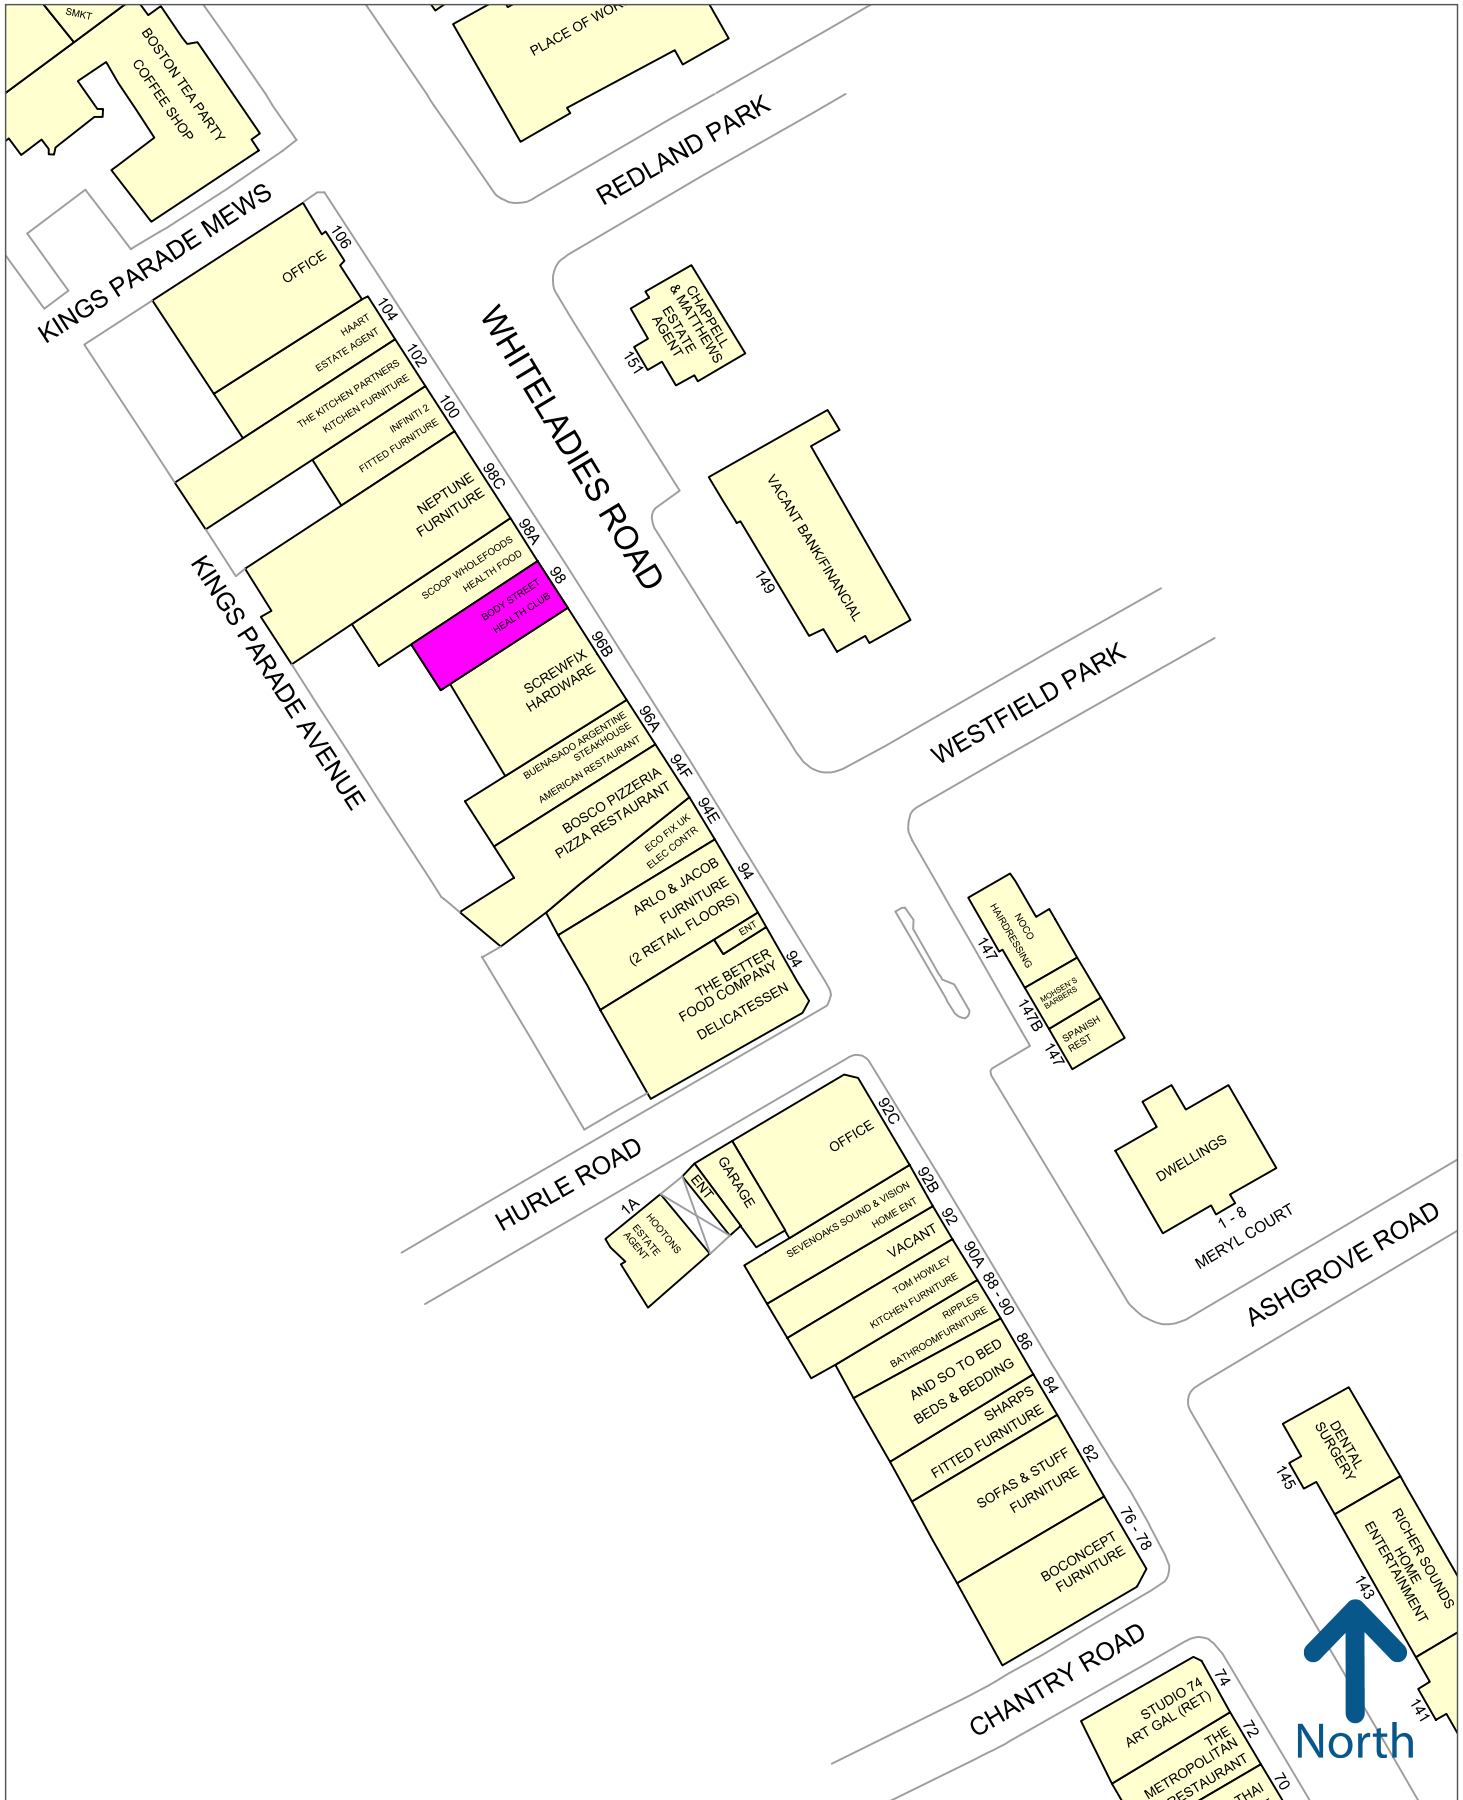 SMKT
BOSTON TEA PARTY
COFFEE SHOP
PLACE OF WOR
REDLAND PARK
KINGS PARADE MEWS
OFFICE
106
HAART
ESTATE AGENT
104
THE KITCHEN PARTNERS
KITCHEN FURNITURE
102
INFINITI 2
FITTED FURNITURE
100
NEPTUNE
FURNITURE
98C
SCOOP WHOLEFOODS
HEALTH FOOD
98A
BODY STREET
HEALTH CLUB
98
SCREWFIX
HARDWARE
96B
BUENASADO ARGENTINE
STEAKHOUSE
AMERICAN RESTAURANT
96A
BOSCO PIZZERIA
PIZZA RESTAURANT
94F
ECO FIX UK
ELEC CONTR
94E
ARLO & JACOB
FURNITURE
(2 RETAIL FLOORS)
94
ENT
THE BETTER
FOOD COMPANY
DELICATESSEN
94
KINGS PARADE AVENUE
WHITELADIES ROAD
CHAPPELL
& MATTHEWS
ESTATE
AGENT
151
VACANT BANK/FINANCIAL
149
WESTFIELD PARK
NOCO
HAIRDRESSING
147
MOHSEN'S
BARBERS
147B
SPANISH
REST
147
DWELLINGS
1 - 8
MERYL COURT
ASHGROVE ROAD
HURLE ROAD
1A
HOOTONS
ESTATE
AGENT
ENT
GARAGE
OFFICE
92C
SEVENOAKS SOUND & VISION
HOME ENT
92B
VACANT
92
TOM HOWLEY
KITCHEN FURNITURE
90A
RIPPLES
BATHROOMFURNITURE
88 - 90
AND SO TO BED
BEDS & BEDDING
86
SHARPS
FITTED FURNITURE
84
SOFAS & STUFF
FURNITURE
82
BOCONCEPT
FURNITURE
76 - 78
DENTAL
SURGERY
145
RICHER SOUNDS
HOME
ENTERTAINMENT
143
141
CHANTRY ROAD
STUDIO 74
ART GAL (RET)
74
THE
METROPOLITAN
RESTAURANT
72
THAI
70
North